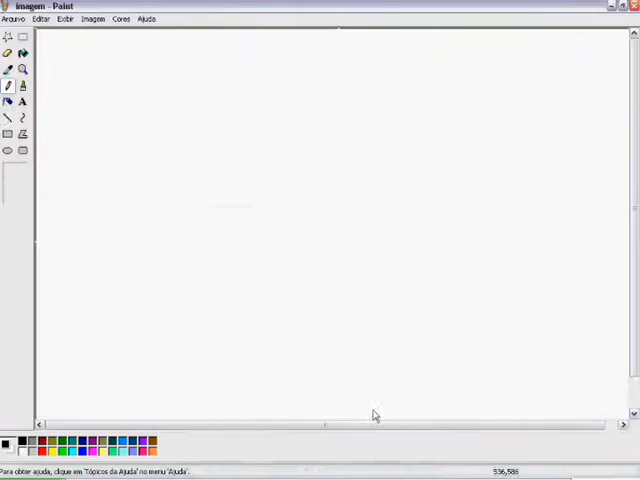 imagem - Paint
Arquivo Editar Exibir Imagem Cores Ajuda
A
Para obter ajuda, clique em 'Tópicos da Ajuda' no menu 'Ajuda'.
536,586